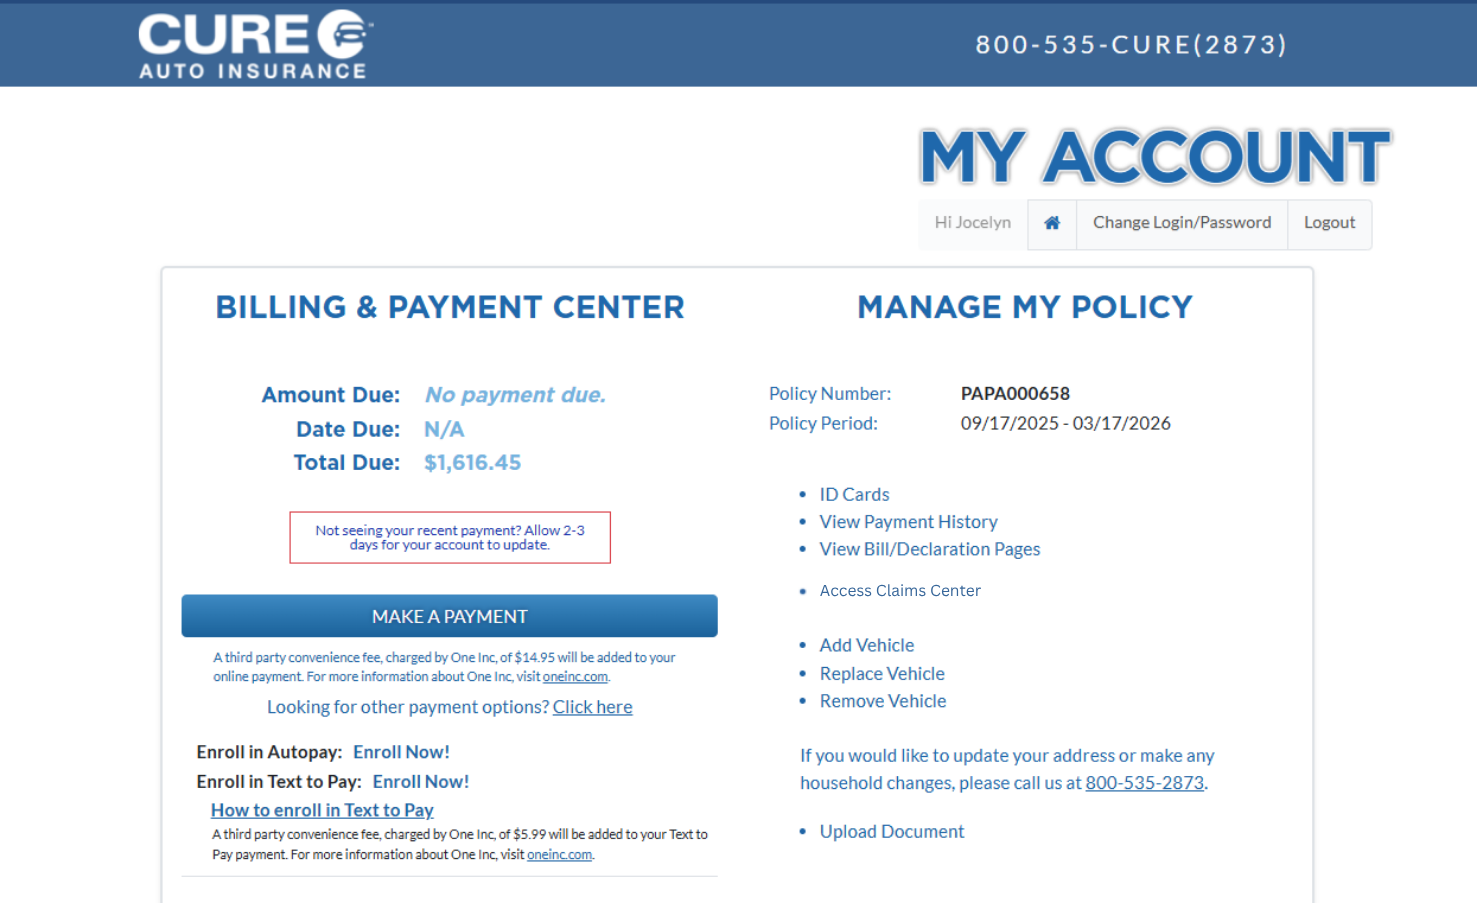 CURE
AUTO INSURANCE
800-535-CURE(2873)
MY ACCOUNT
Hi Jocelyn
Change Login/Password
Logout
BILLING & PAYMENT CENTER
Amount Due: No payment due.
Date Due: N/A
Total Due: $1,616.45
Not seeing your recent payment? Allow 2-3
days for your account to update.
MAKE A PAYMENT
A third party convenience fee, charged by One Inc, of $14.95 will be added to your
online payment. For more information about One Inc, visit oneinc.com.
Looking for other payment options? Click here
Enroll in Autopay: Enroll Now!
Enroll in Text to Pay: Enroll Now!
How to enroll in Text to Pay
A third party convenience fee, charged by One Inc, of $5.99 will be added to your Text to
Pay payment. For more information about One Inc, visit oneinc.com.
MANAGE MY POLICY
Policy Number: PAPA000658
Policy Period: 09/17/2025 - 03/17/2026
• ID Cards
• View Payment History
• View Bill/Declaration Pages
• Access Claims Center
• Add Vehicle
• Replace Vehicle
• Remove Vehicle
If you would like to update your address or make any
household changes, please call us at 800-535-2873.
• Upload Document